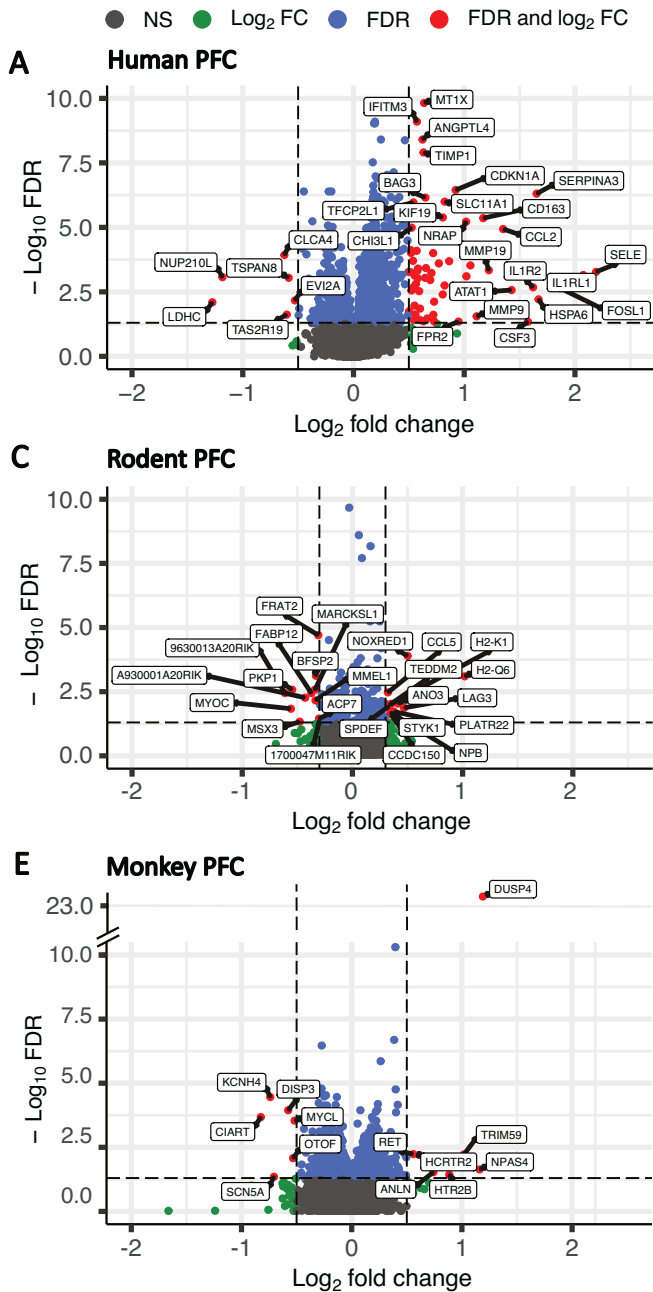 NS Log2 FC FDR FDR and log2 FC
A Human PFC
10.0
7.5
5.0
2.5
0.0
− Log10 FDR
IFITM3
MT1X
ANGPTL4
TIMP1
BAG3
CDKN1A
SERPINA3
TFCP2L1
KIF19
SLC11A1
CD163
CLCA4
CHI3L1
NRAP
CCL2
NUP210L
TSPAN8
MMP19
SELE
EVI2A
IL1R2
IL1RL1
LDHC
ATAT1
TAS2R19
MMP9
HSPA6
FOSL1
FPR2
CSF3
−2 −1 0 1 2
Log2 fold change
C Rodent PFC
10.0
7.5
5.0
2.5
0.0
− Log10 FDR
FRAT2
MARCKSL1
FABP12
NOXRED1
CCL5
H2-K1
9630013A20RIK
BFSP2
TEDDM2
H2-Q6
A930001A20RIK
PKP1
MMEL1
ANO3
LAG3
MYOC
ACP7
MSX3
SPDEF
STYK1
PLATR22
1700047M11RIK
CCDC150
NPB
-2 -1 0 1 2
Log2 fold change
E Monkey PFC
23.0
10.0
7.5
5.0
2.5
0.0
− Log10 FDR
DUSP4
KCNH4
DISP3
MYCL
CIART
OTOF
RET
TRIM59
HCRTR2
NPAS4
SCN5A
ANLN
HTR2B
-2 -1 0 1 2
Log2 fold change